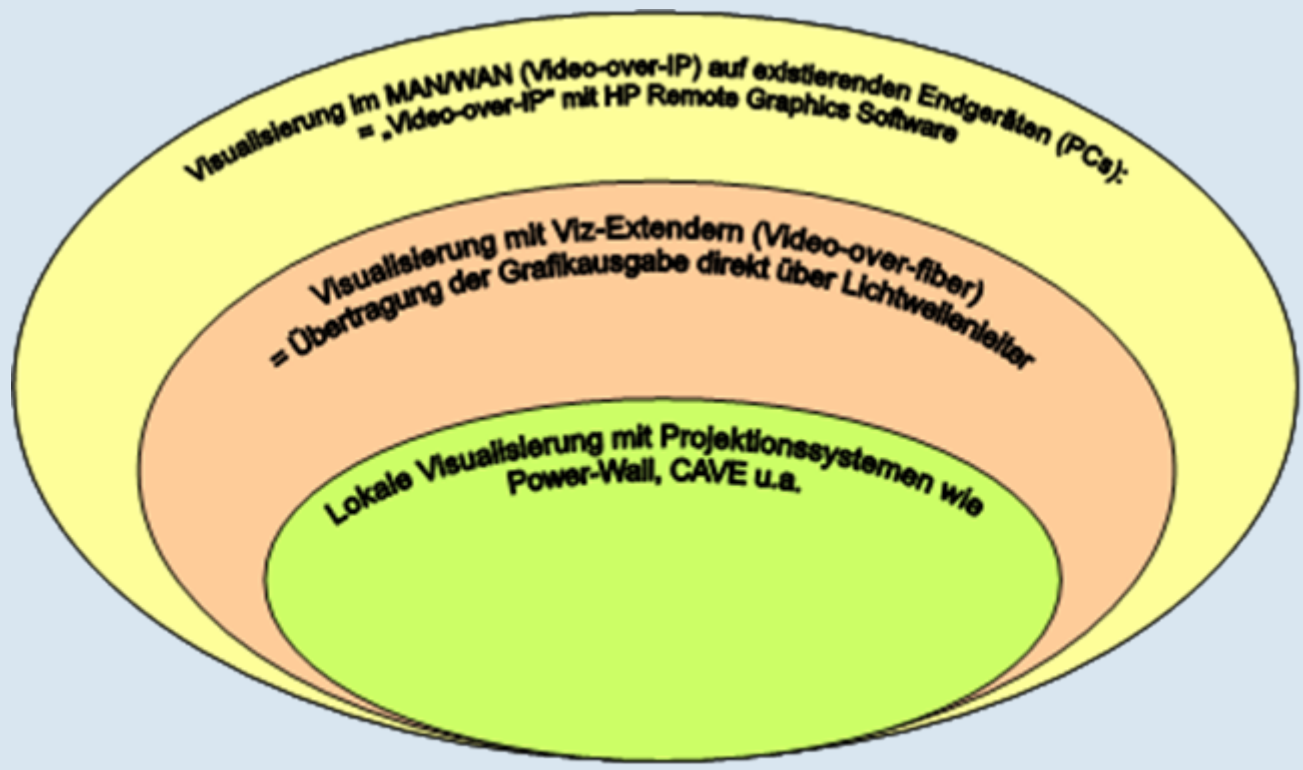 Visualisierung im MAN/WAN (Video-over-IP) auf existierenden Endgeräten (PCs):
= „Video-over-IP“ mit HP Remote Graphics Software
Visualisierung mit Viz-Extendern (Video-over-fiber)
= Übertragung der Grafikausgabe direkt über Lichtwellenleiter
Lokale Visualisierung mit Projektionssystemen wie
Power-Wall, CAVE u.a.